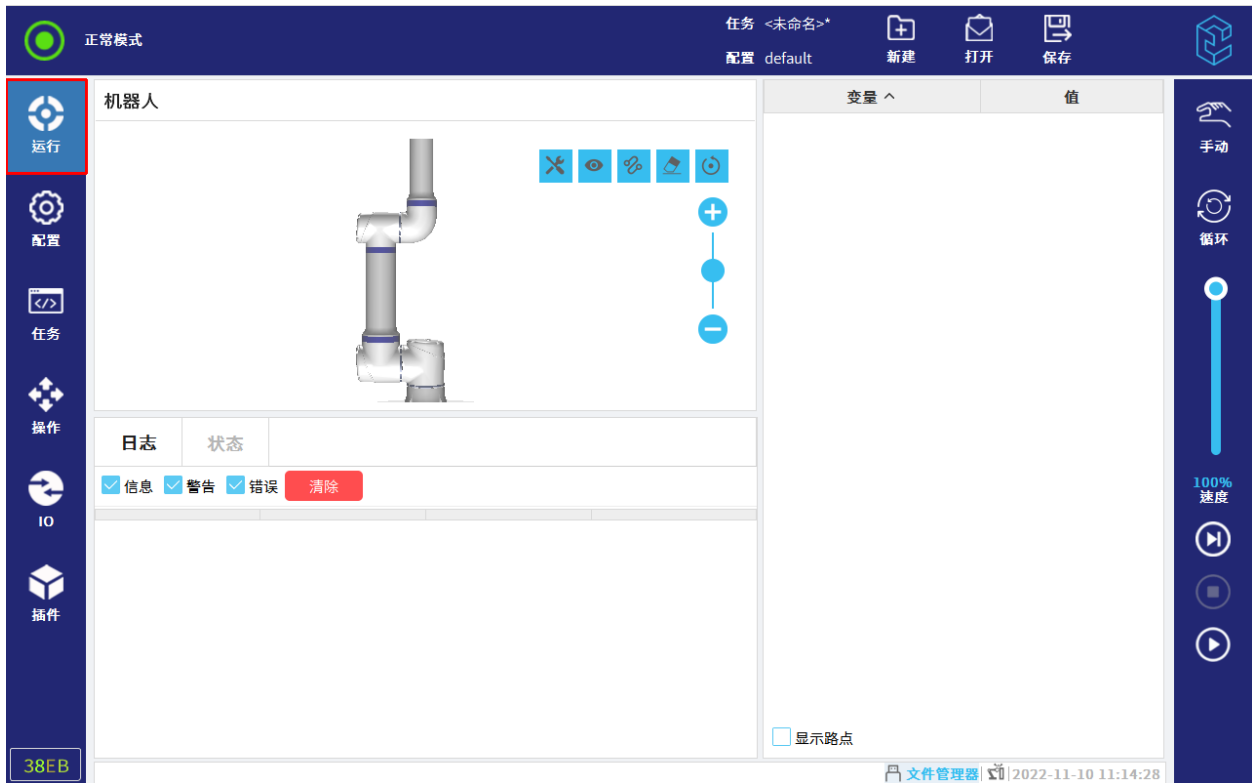 正常模式
任务 <未命名>*
配置 default
新建
打开
保存
运行
配置
任务
操作
IO
插件
38EB
机器人
日志
状态
信息 警告 错误 清除
变量 值
显示路点
手动
循环
100%
速度
文件管理器 2022-11-10 11:14:28